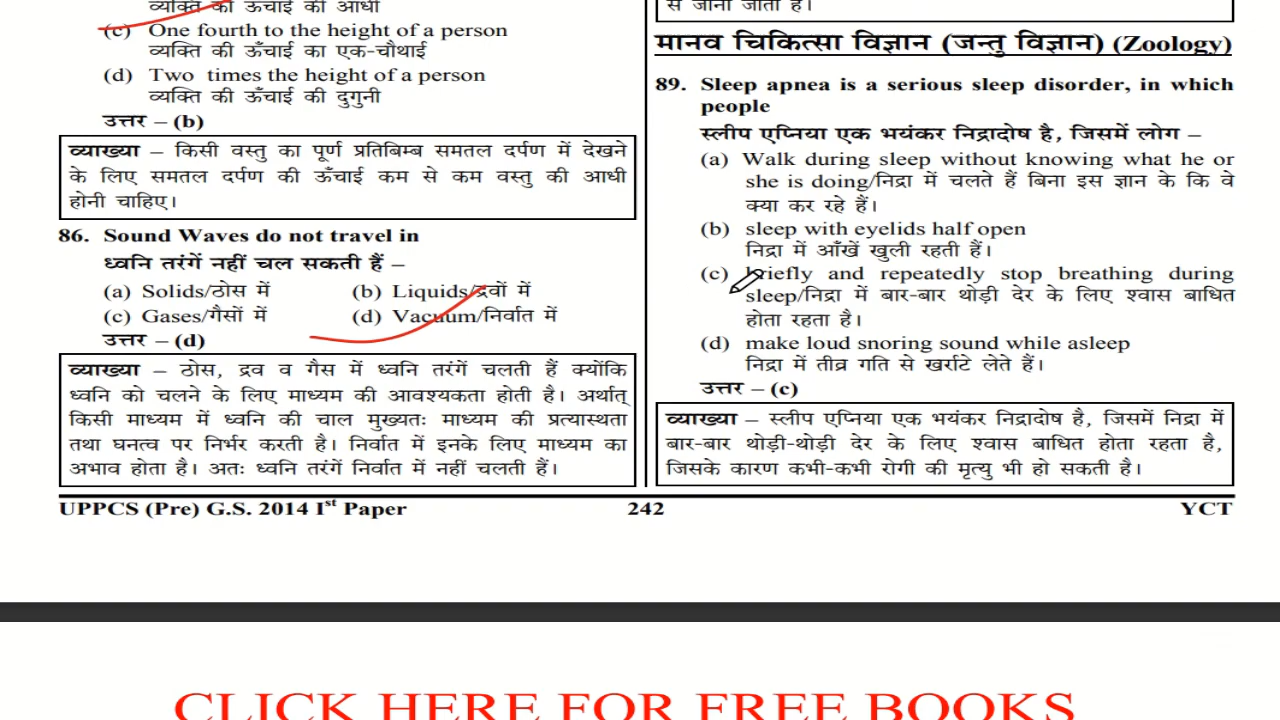 व्यक्ति की ऊँचाई की आधी
(c) One fourth to the height of a person
व्यक्ति की ऊँचाई का एक-चौथाई
(d) Two times the height of a person
व्यक्ति की ऊँचाई की दुगुनी
उत्तर – (b)
व्याख्या – किसी वस्तु का पूर्ण प्रतिबिम्ब समतल दर्पण में देखने
के लिए समतल दर्पण की ऊँचाई कम से कम वस्तु की आधी
होनी चाहिए।
86. Sound Waves do not travel in
ध्वनि तरंगें नहीं चल सकती हैं –
(a) Solids/ठोस में (b) Liquids/द्रवों में
(c) Gases/गैसों में (d) Vacuum/निर्वात में
उत्तर – (d)
व्याख्या – ठोस, द्रव व गैस में ध्वनि तरंगें चलती हैं क्योंकि
ध्वनि को चलने के लिए माध्यम की आवश्यकता होती है। अर्थात्
किसी माध्यम में ध्वनि की चाल मुख्यतः माध्यम की प्रत्यास्थता
तथा घनत्व पर निर्भर करती है। निर्वात में इनके लिए माध्यम का
अभाव होता है। अतः ध्वनि तरंगें निर्वात में नहीं चलती हैं।
से जाना जाता है।
मानव चिकित्सा विज्ञान (जन्तु विज्ञान) (Zoology)
89. Sleep apnea is a serious sleep disorder, in which
people
स्लीप एप्निया एक भयंकर निद्रादोष है, जिसमें लोग –
(a) Walk during sleep without knowing what he or
she is doing/निद्रा में चलते हैं बिना इस ज्ञान के कि वे
क्या कर रहे हैं।
(b) sleep with eyelids half open
निद्रा में आँखें खुली रहती हैं।
(c) briefly and repeatedly stop breathing during
sleep/निद्रा में बार-बार थोड़ी देर के लिए श्वास बाधित
होता रहता है।
(d) make loud snoring sound while asleep
निद्रा में तीव्र गति से खर्राटे लेते हैं।
उत्तर – (c)
व्याख्या – स्लीप एप्निया एक भयंकर निद्रादोष है, जिसमें निद्रा में
बार-बार थोड़ी-थोड़ी देर के लिए श्वास बाधित होता रहता है,
जिसके कारण कभी-कभी रोगी की मृत्यु भी हो सकती है।
UPPCS (Pre) G.S. 2014 Ist Paper 242 YCT
CLICK HERE FOR FREE BOOKS